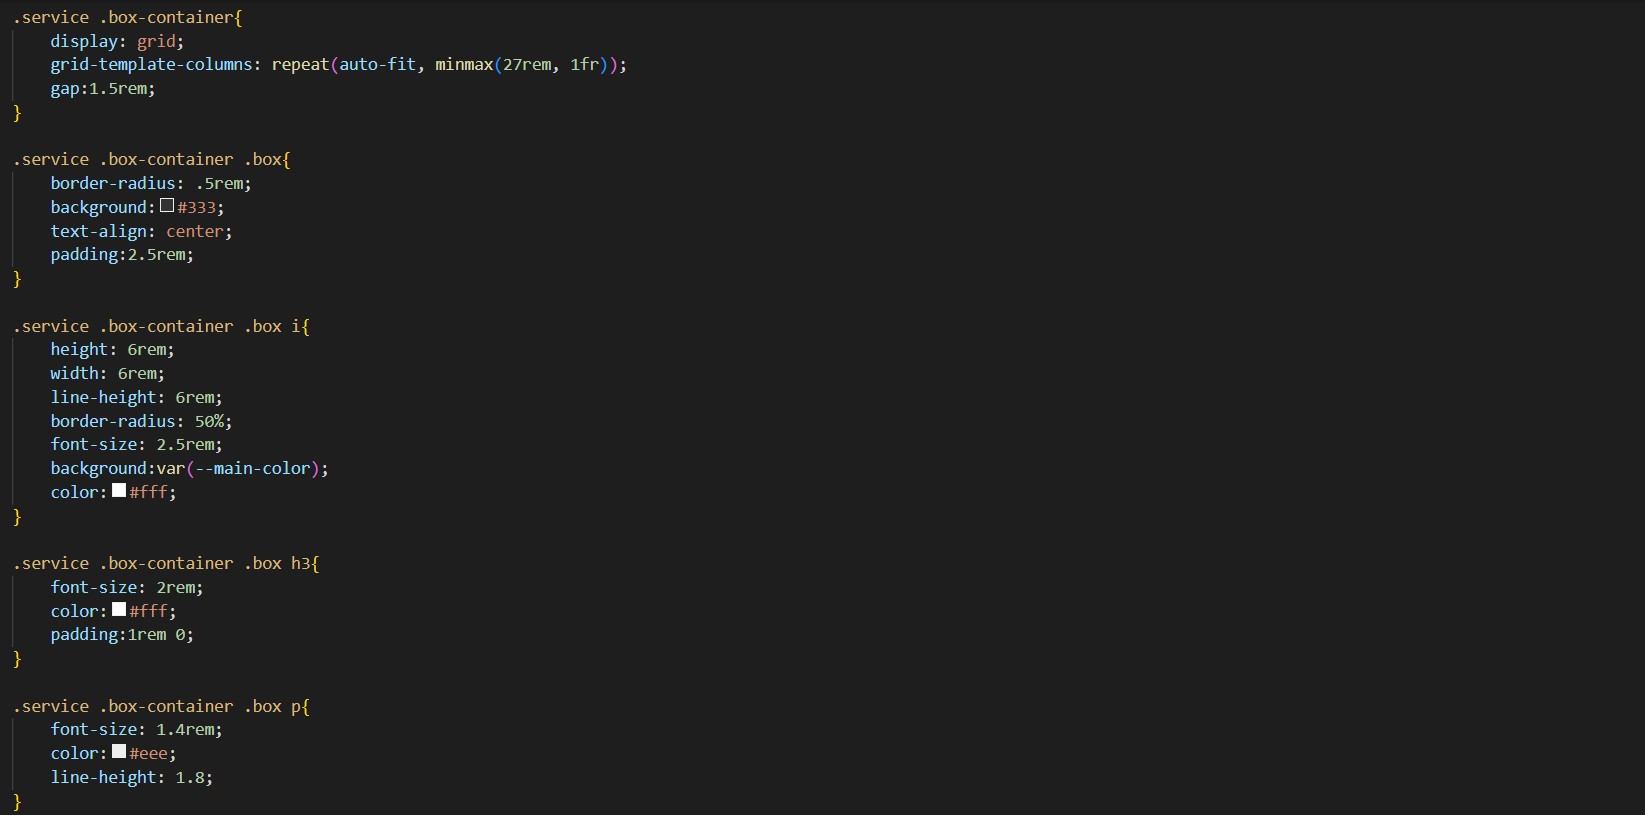 .service .box-container{
    display: grid;
    grid-template-columns: repeat(auto-fit, minmax(27rem, 1fr));
    gap:1.5rem;
}

.service .box-container .box{
    border-radius: .5rem;
    background:#333;
    text-align: center;
    padding:2.5rem;
}

.service .box-container .box i{
    height: 6rem;
    width: 6rem;
    line-height: 6rem;
    border-radius: 50%;
    font-size: 2.5rem;
    background:var(--main-color);
    color:#fff;
}

.service .box-container .box h3{
    font-size: 2rem;
    color:#fff;
    padding:1rem 0;
}

.service .box-container .box p{
    font-size: 1.4rem;
    color:#eee;
    line-height: 1.8;
}